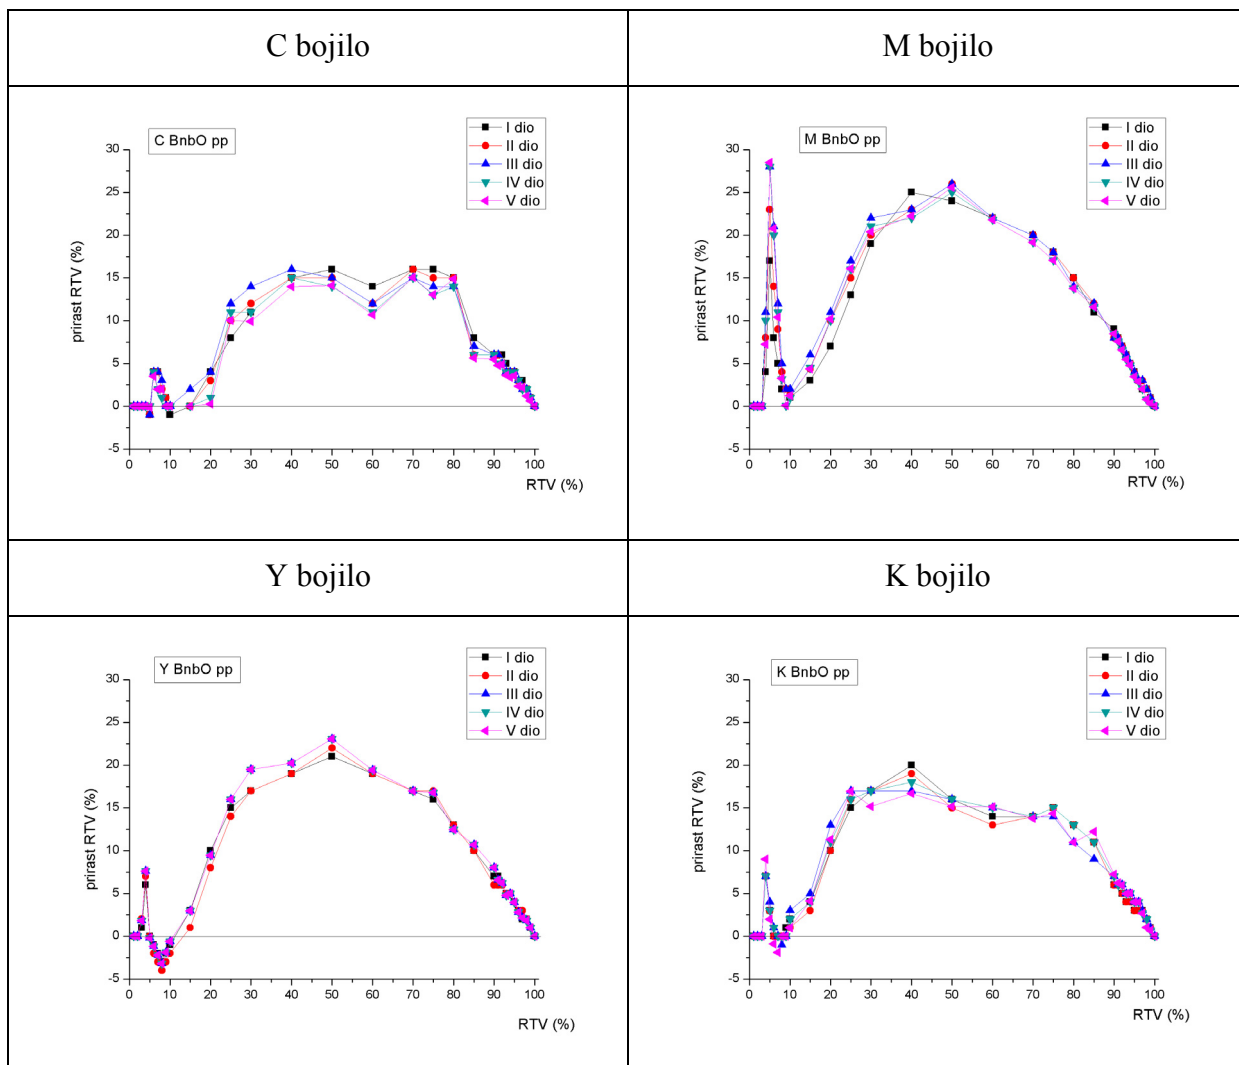 C bojilo
M bojilo
C BnbO pp
I dio
II dio
III dio
IV dio
V dio
prirast RTV (%)
30
25
20
15
10
5
0
-5
0 10 20 30 40 50 60 70 80 90 100
RTV (%)
M BnbO pp
I dio
II dio
III dio
IV dio
V dio
prirast RTV (%)
30
25
20
15
10
5
0
-5
0 10 20 30 40 50 60 70 80 90 100
RTV (%)
Y bojilo
K bojilo
Y BnbO pp
I dio
II dio
III dio
IV dio
V dio
prirast RTV (%)
30
25
20
15
10
5
0
-5
0 10 20 30 40 50 60 70 80 90 100
RTV (%)
K BnbO pp
I dio
II dio
III dio
IV dio
V dio
prirast RTV (%)
30
25
20
15
10
5
0
-5
0 10 20 30 40 50 60 70 80 90 100
RTV (%)